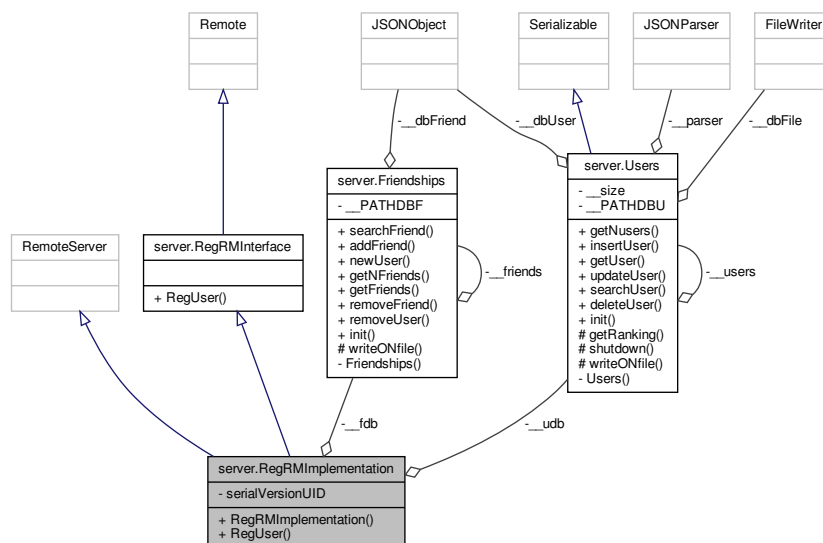 Remote
JSONObject
Serializable
JSONParser
FileWriter
-__dbFriend
-__dbUser
-__parser
-__dbFile
server.Friendships
- __PATHDBF
+ searchFriend()
+ addFriend()
+ newUser()
+ getNFriends()
+ getFriends()
+ removeFriend()
+ removeUser()
+ init()
# writeONfile()
- Friendships()
-__friends
server.Users
- __size
- __PATHDBU
+ getNusers()
+ insertUser()
+ getUser()
+ updateUser()
+ searchUser()
+ deleteUser()
+ init()
# getRanking()
# shutdown()
# writeONfile()
- Users()
-__users
RemoteServer
server.RegRMInterface
+ RegUser()
-__fdb
-__udb
server.RegRMImplementation
- serialVersionUID
+ RegRMImplementation()
+ RegUser()